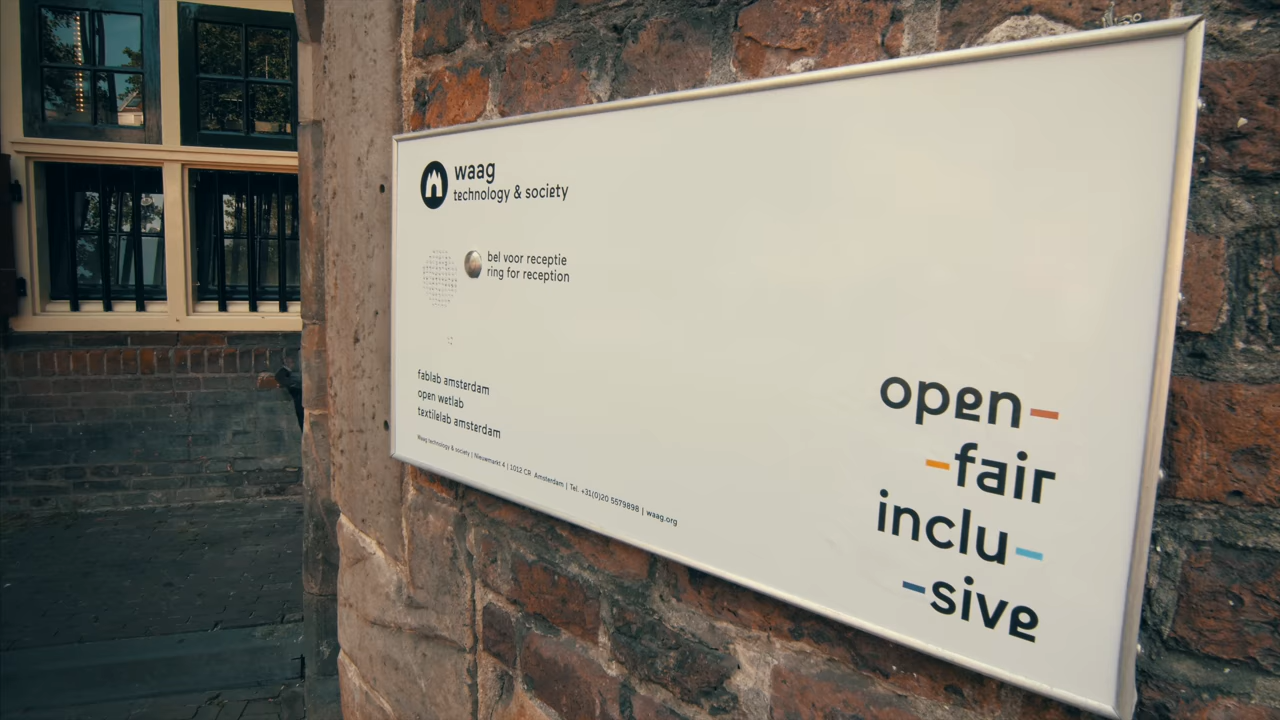 waag
technology & society
bel voor receptie
ring for reception
fablab amsterdam
open wetlab
textilelab amsterdam
Waag technology & society | Nieuwmarkt 4 | 1012 CR Amsterdam | Tel. +31(0)20 5579898 | waag.org
open-
-fair
inclu-
-sive